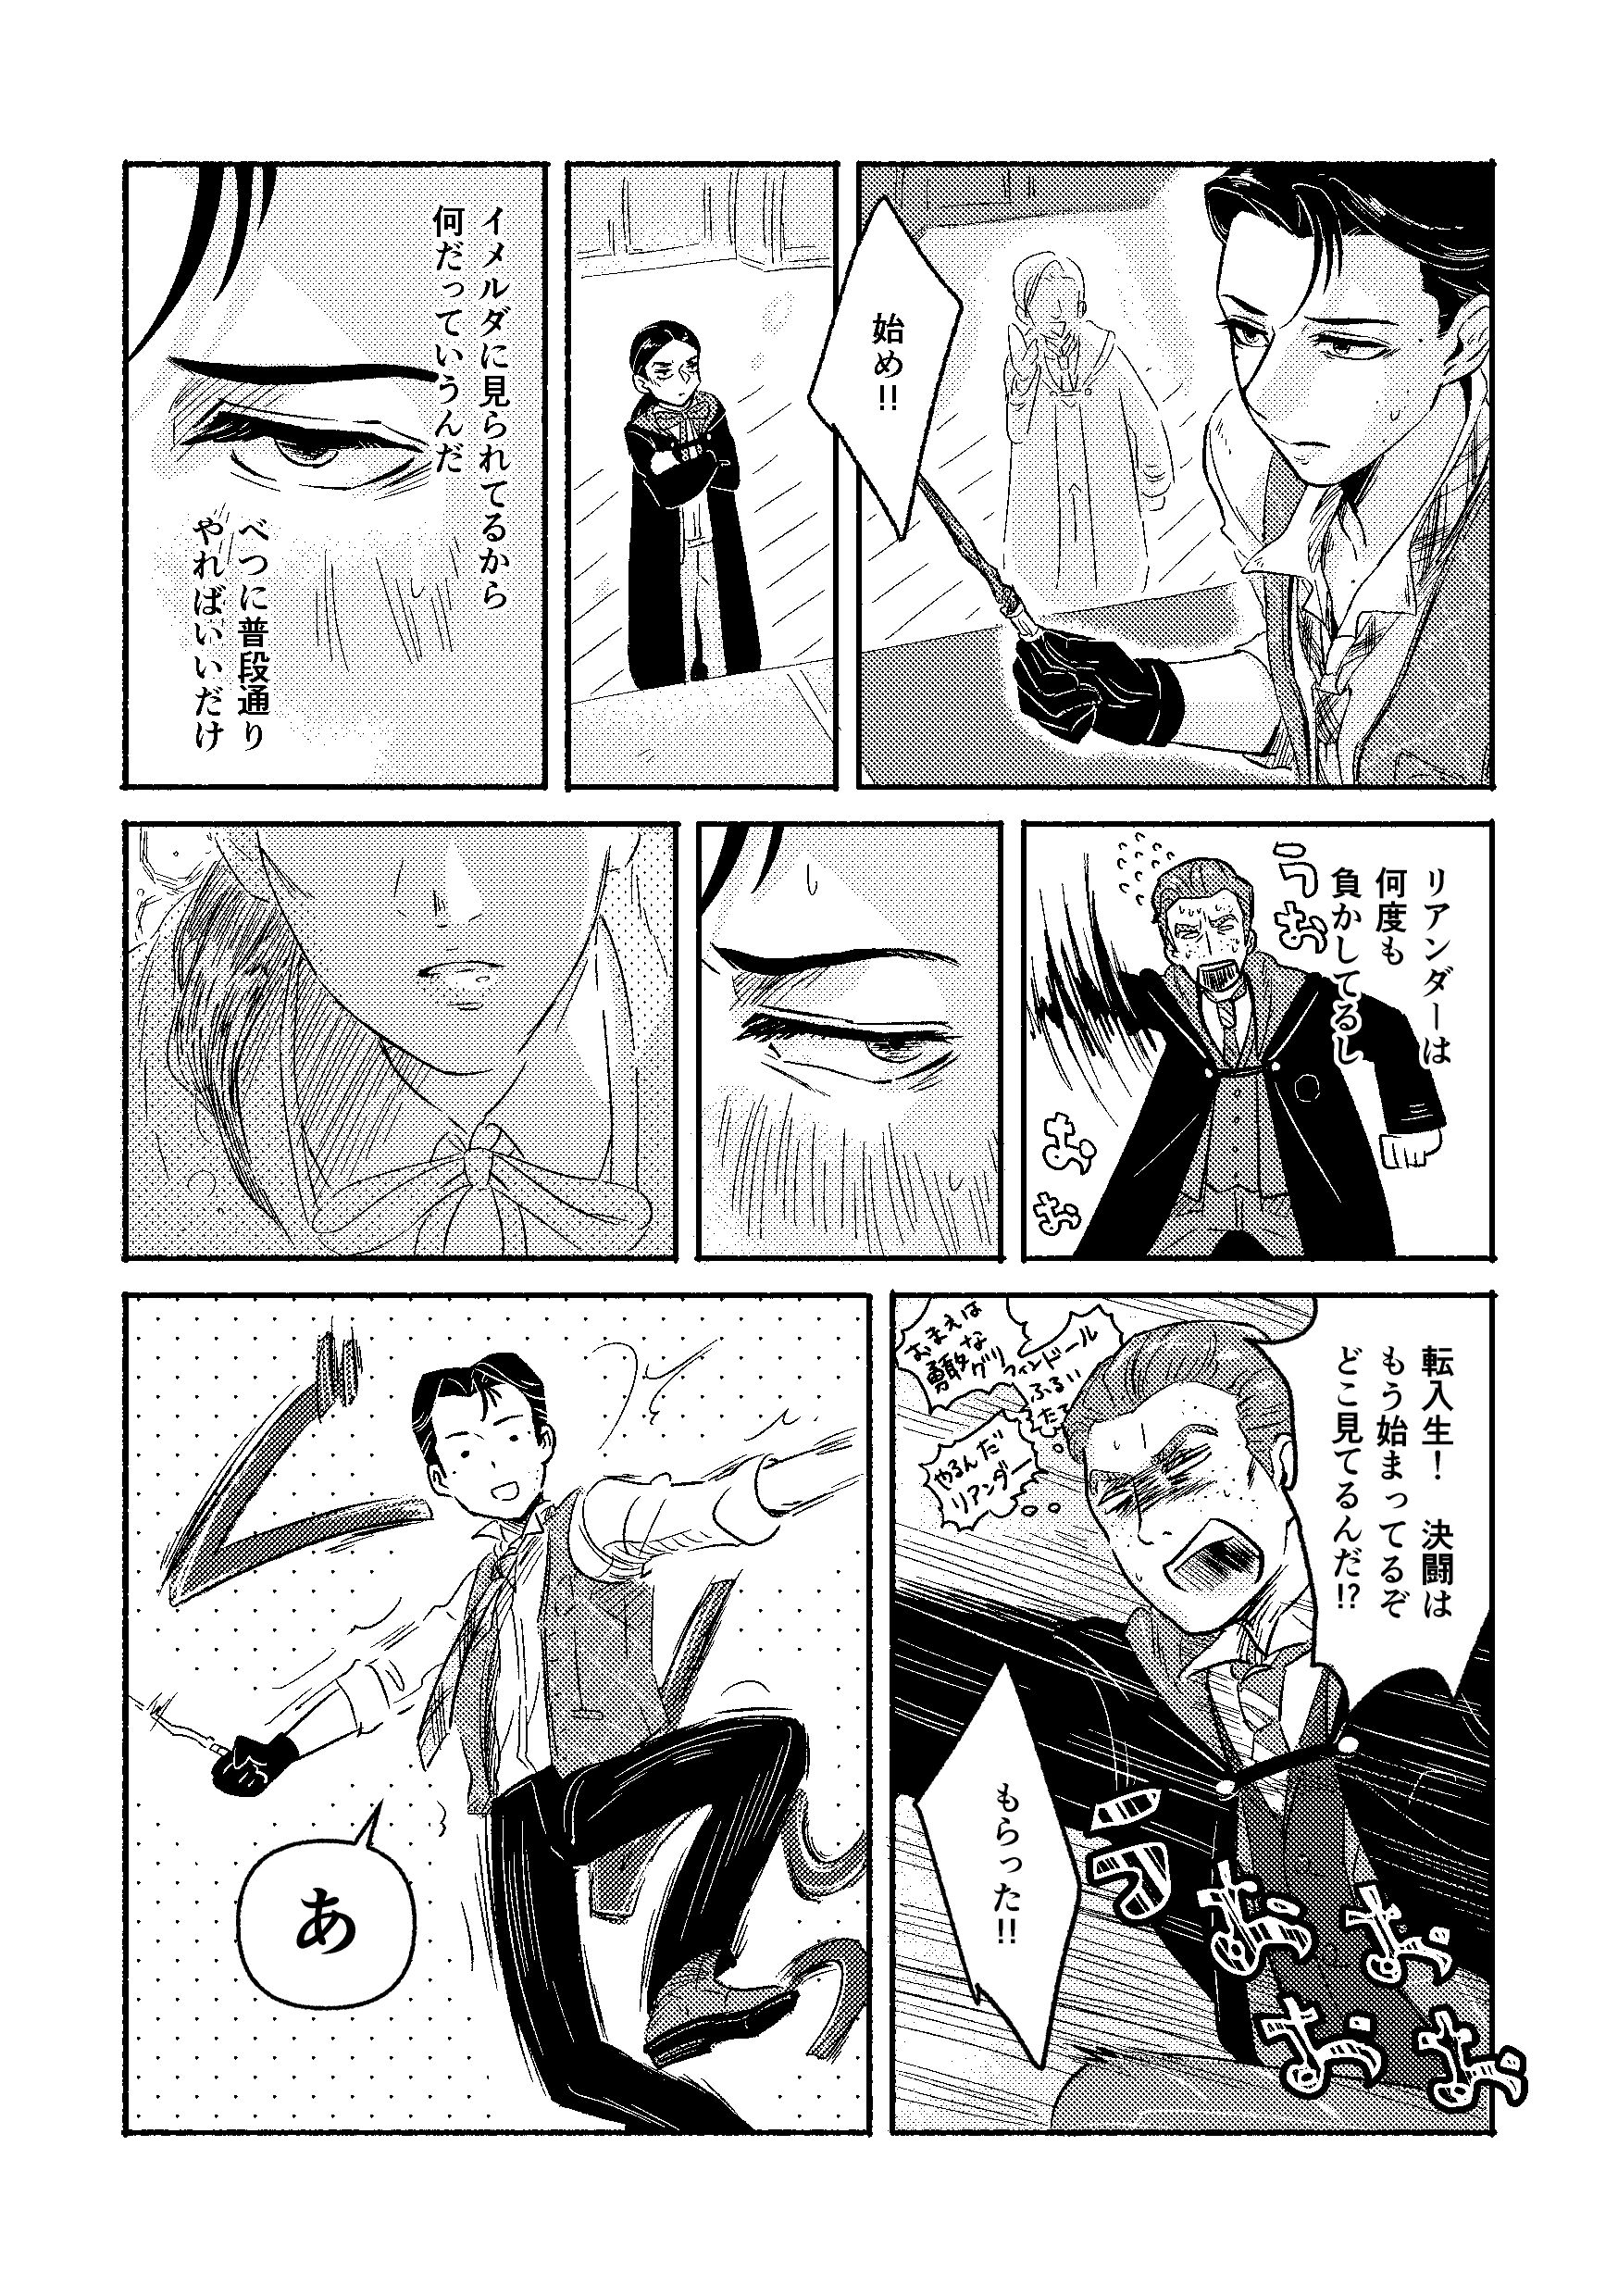 始め!!
イメルダに見られてるから
何だっていうんだ
べつに普段通り
やればいいだけ
リアンダーは
何度も
負かしてるし
うぉ
ぉ
ぉ
転入生！ 決闘は
もう始まってるぞ
どこ見てるんだ!?
おまえは
勇敢なグリ
フィンドール
ふるい
やるんだ
リアンダー
もらった!!
うおおおお
あ